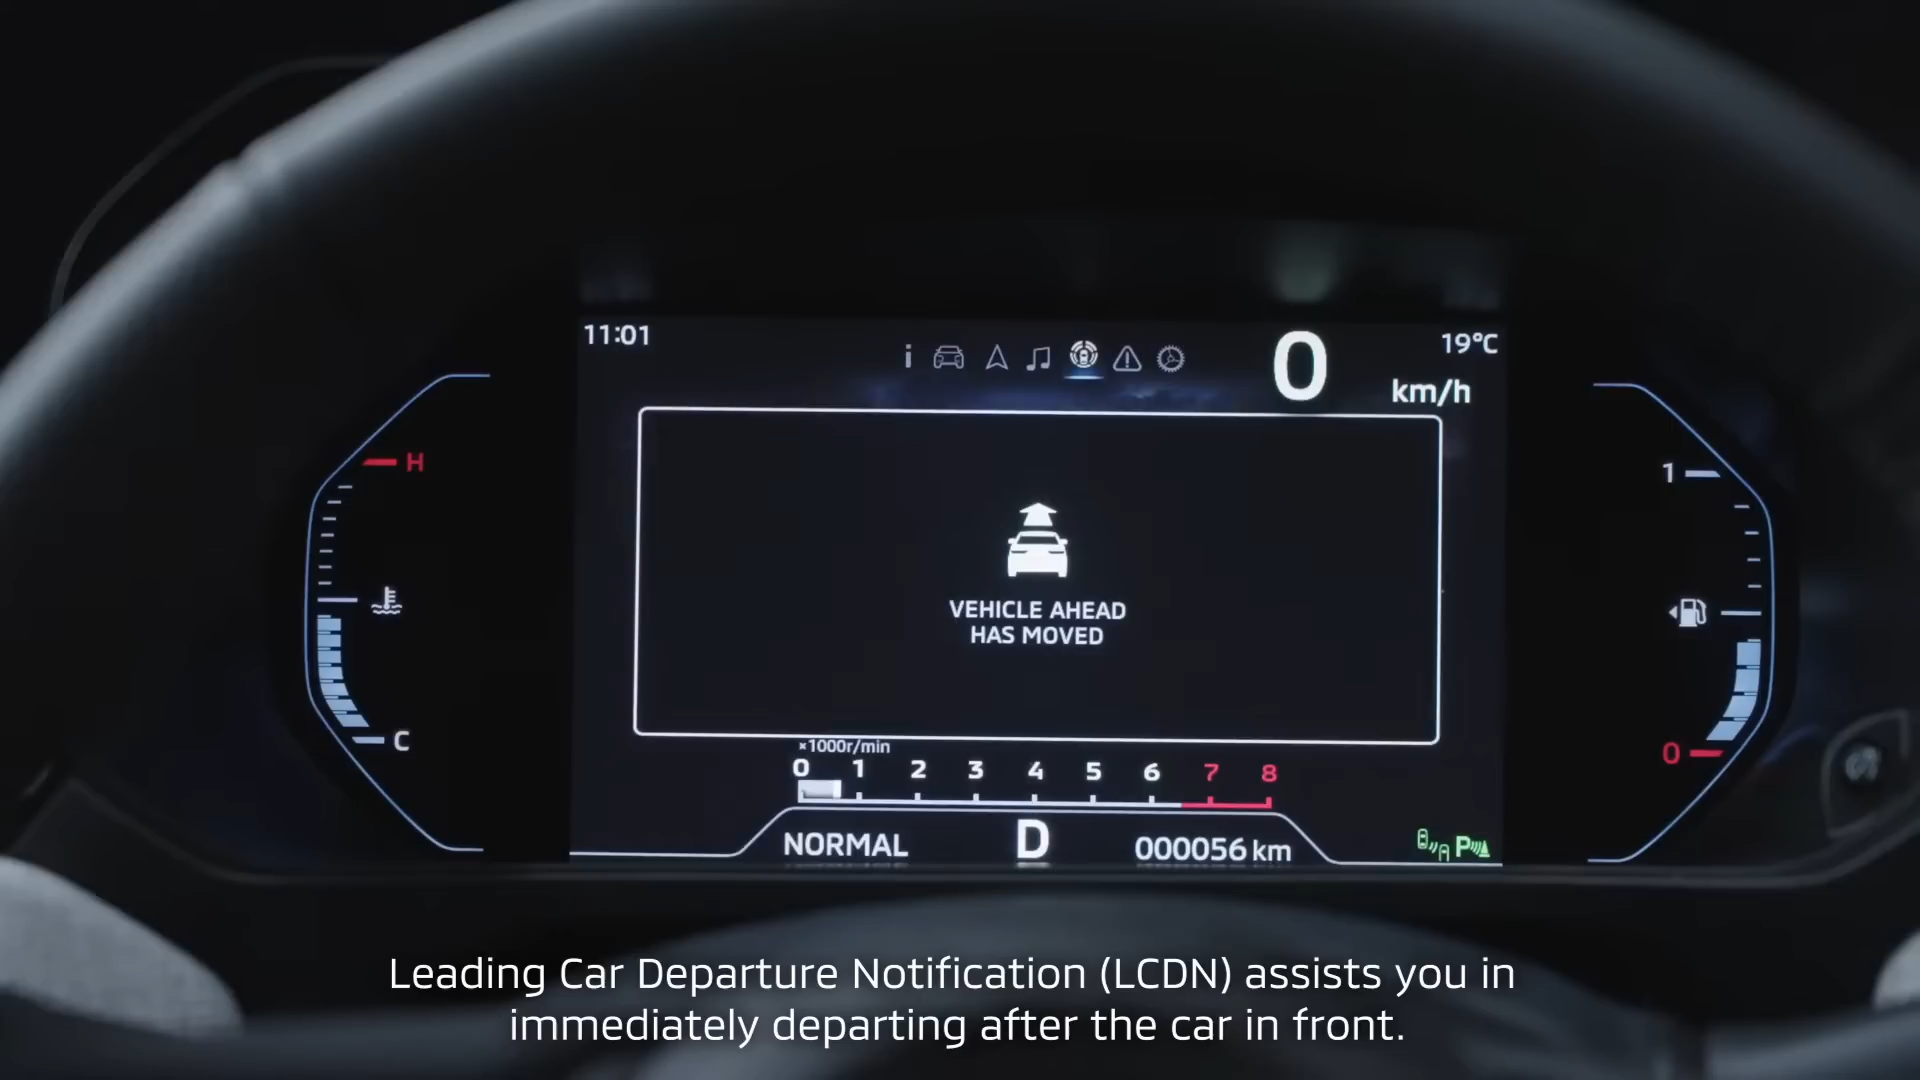 11:01
0
km/h
19°C
H
C
1
0
VEHICLE AHEAD
HAS MOVED
×1000r/min
0 1 2 3 4 5 6 7 8
NORMAL D 000056 km
P
Leading Car Departure Notification (LCDN) assists you in
immediately departing after the car in front.